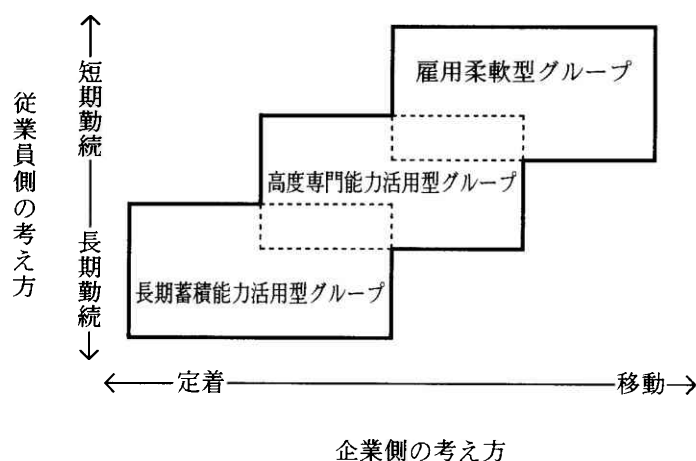 従業員側の考え方
短期勤続
長期勤続
雇用柔軟型グループ
高度専門能力活用型グループ
長期蓄積能力活用型グループ
定着
移動
企業側の考え方